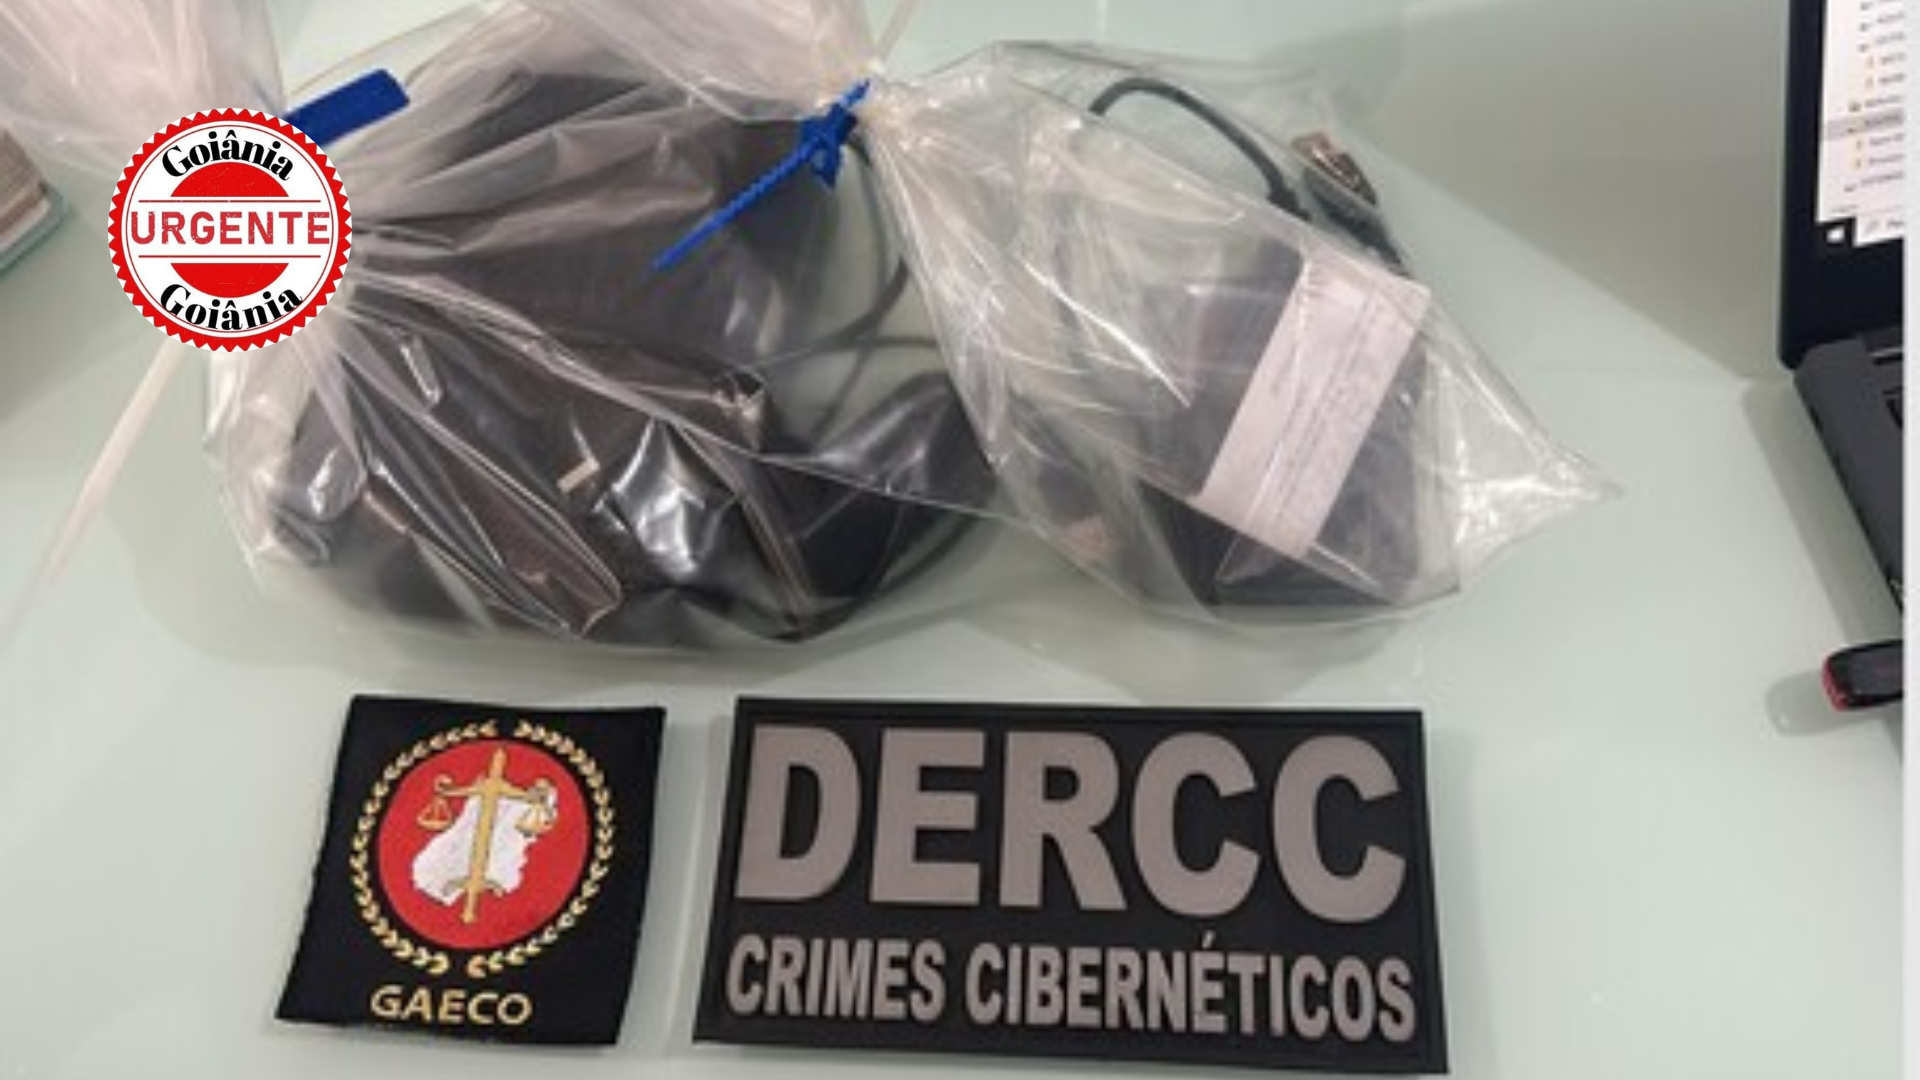 Goiânia
URGENTE
Goiânia
GAECO
DERCC
CRIMES CIBERNÉTICOS